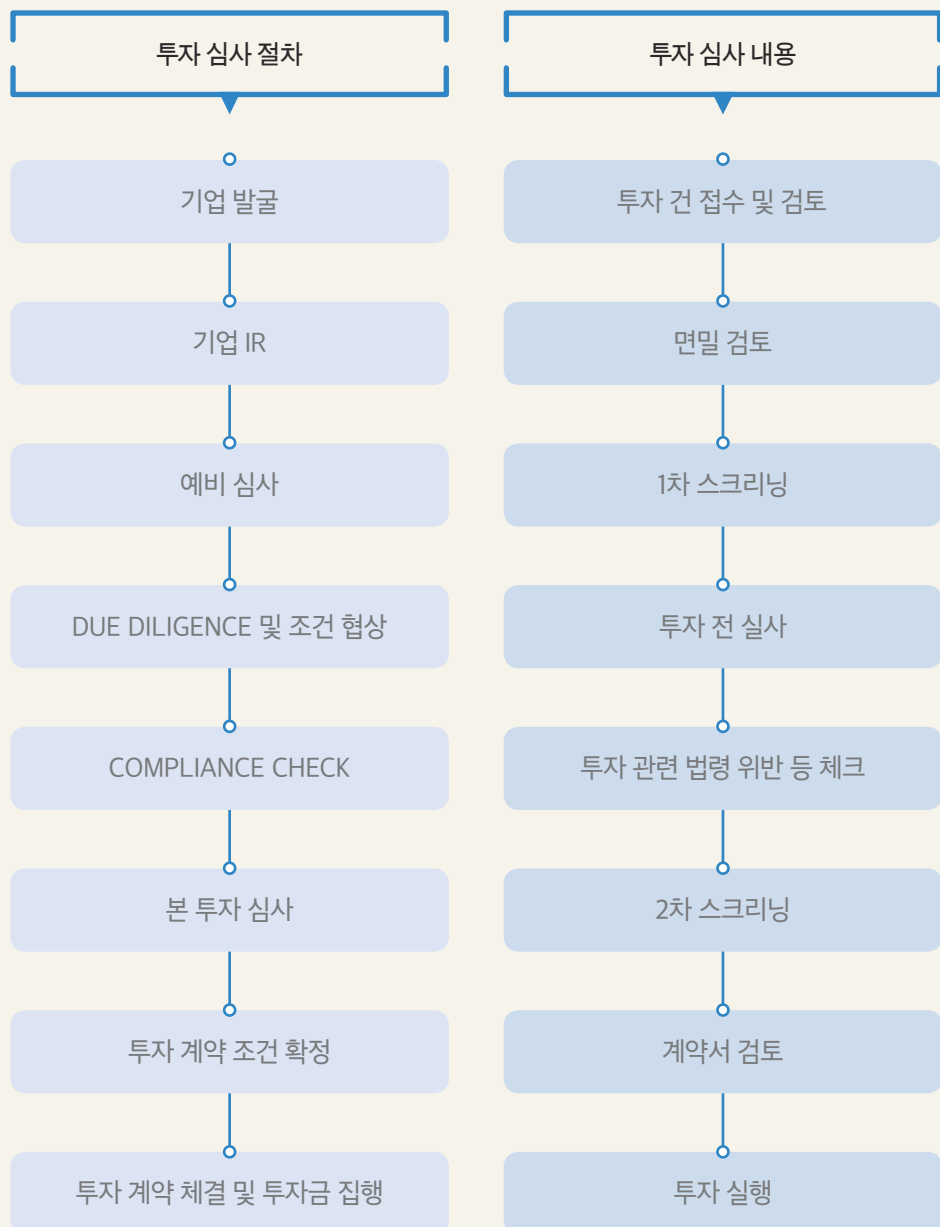 투자 심사 절차
투자 심사 내용
기업 발굴
투자 건 접수 및 검토
기업 IR
면밀 검토
예비 심사
1차 스크리닝
DUE DILIGENCE 및 조건 협상
투자 전 실사
COMPLIANCE CHECK
투자 관련 법령 위반 등 체크
본 투자 심사
2차 스크리닝
투자 계약 조건 확정
계약서 검토
투자 계약 체결 및 투자금 집행
투자 실행